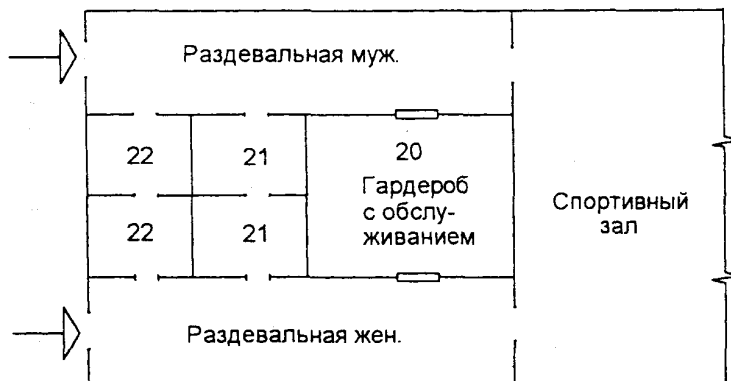 Раздевальная муж.
22
21
20
Гардероб
с обслу-
живанием
22
21
Спортивный
зал
Раздевальная жен.